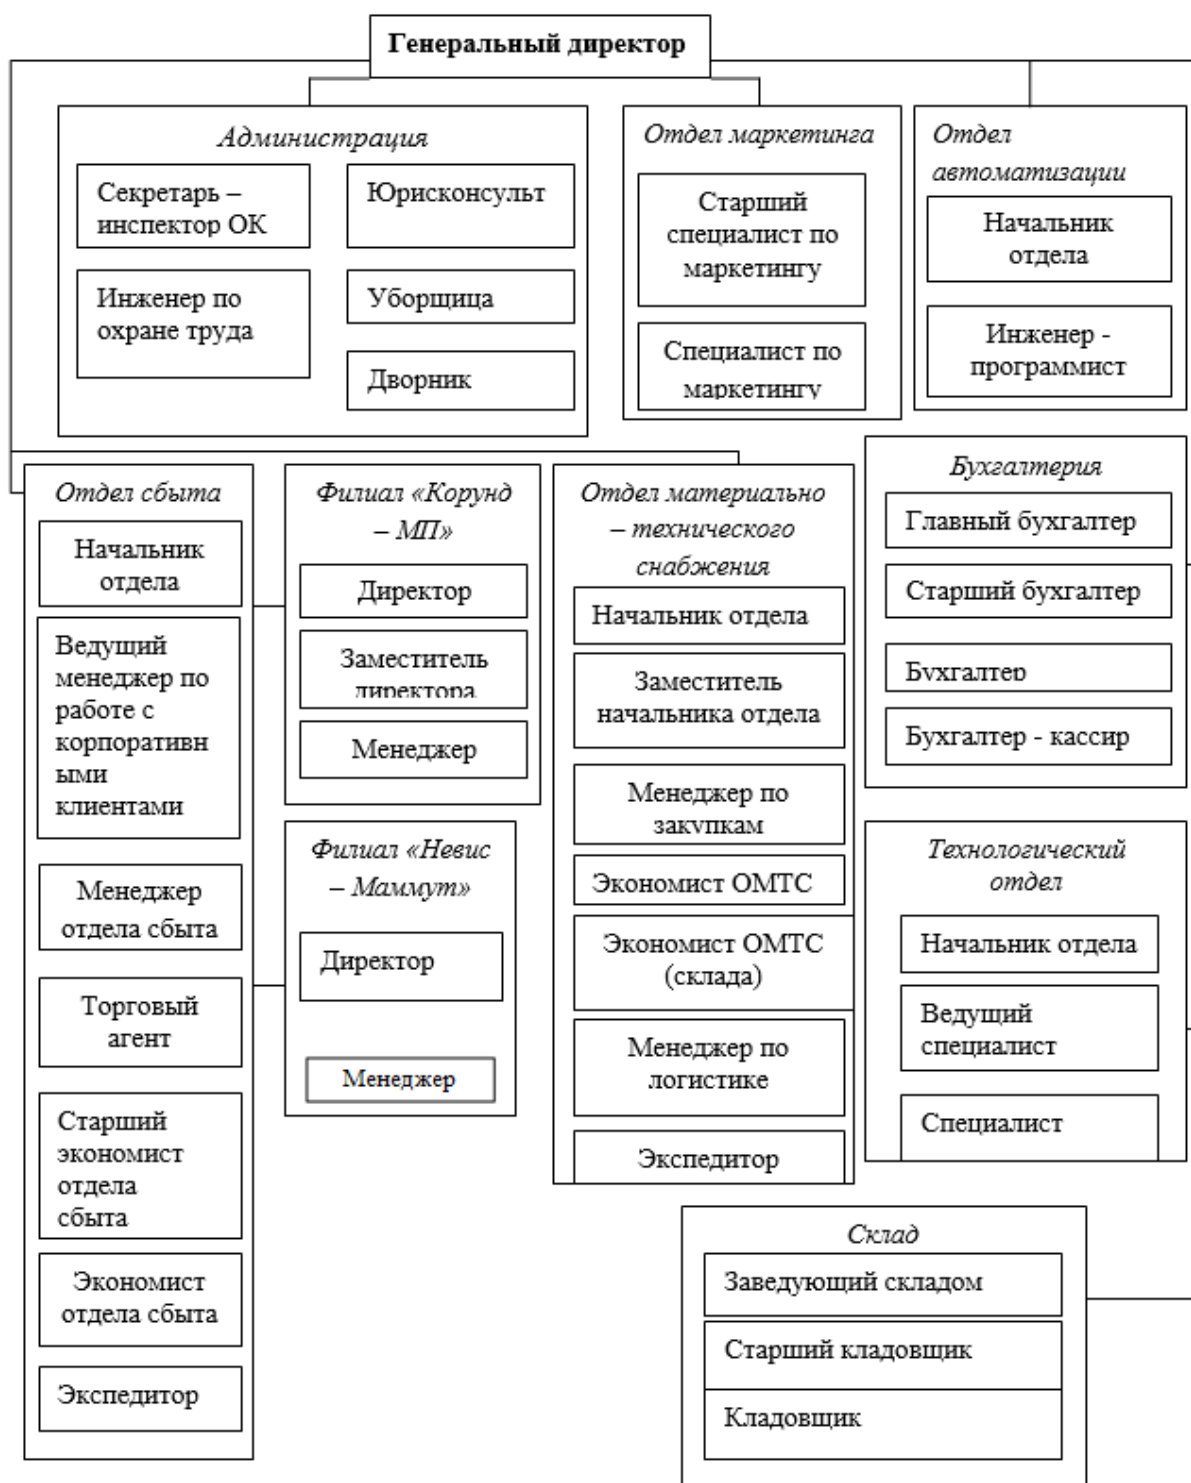 Генеральный директор
Администрация
Секретарь –
инспектор ОК
Инженер по
охране труда
Юрисконсульт
Уборщица
Дворник
Отдел маркетинга
Старший
специалист по
маркетингу
Специалист по
маркетингу
Отдел
автоматизации
Начальник
отдела
Инженер -
программист
Отдел сбыта
Начальник
отдела
Ведущий
менеджер по
работе с
корпоративн
ыми
клиентами
Менеджер
отдела сбыта
Торговый
агент
Старший
экономист
отдела
сбыта
Экономист
отдела сбыта
Экспедитор
Филиал «Корунд
– МП»
Директор
Заместитель
директора
Менеджер
Филиал «Невис
– Маммут»
Директор
Менеджер
Отдел материально
– технического
снабжения
Начальник отдела
Заместитель
начальника отдела
Менеджер по
закупкам
Экономист ОМТС
Экономист ОМТС
(склада)
Менеджер по
логистике
Экспедитор
Бухгалтерия
Главный бухгалтер
Старший бухгалтер
Бухгалтер
Бухгалтер - кассир
Технологический
отдел
Начальник отдела
Ведущий
специалист
Специалист
Склад
Заведующий складом
Старший кладовщик
Кладовщик